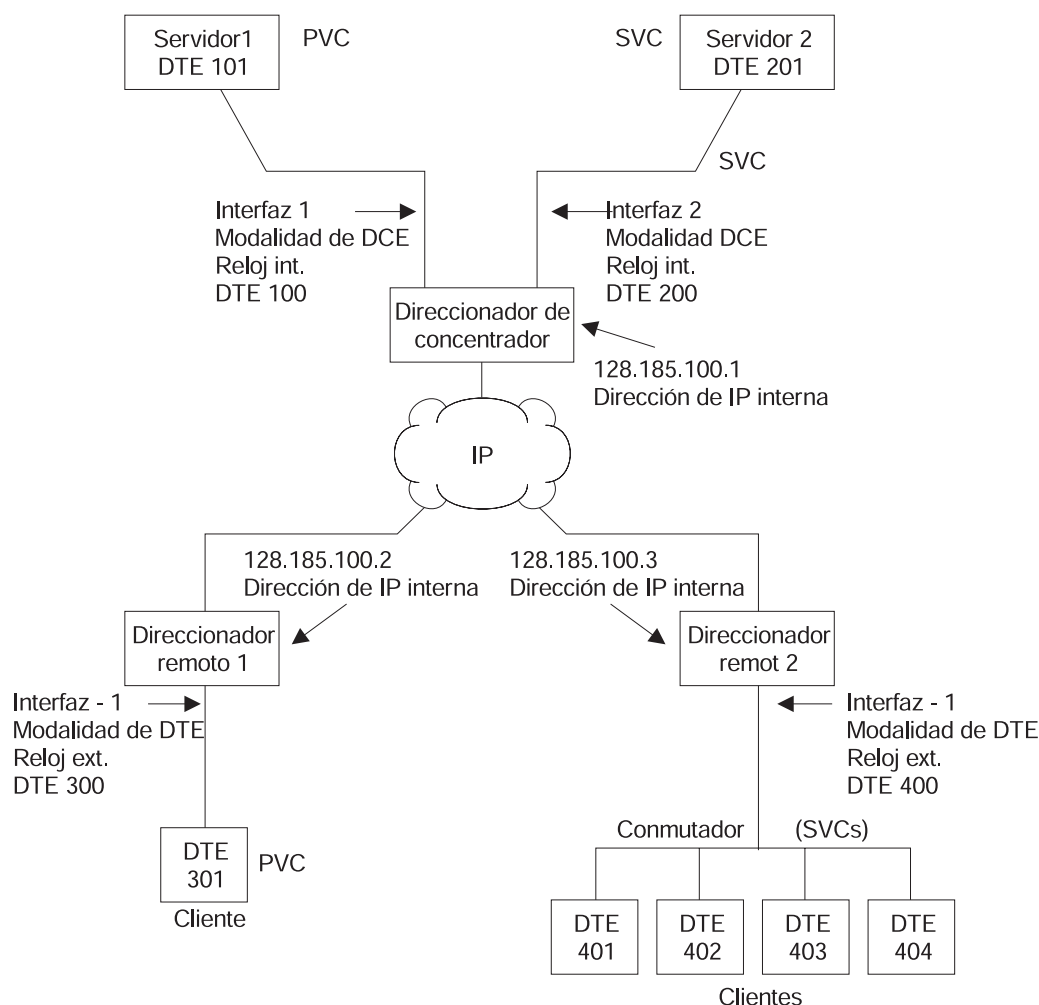 Servidor1
DTE 101
PVC
SVC
Servidor 2
DTE 201
SVC
Interfaz 1
Modalidad de DCE
Reloj int.
DTE 100
Interfaz 2
Modalidad DCE
Reloj int.
DTE 200
Direccionador de
concentrador
128.185.100.1
Dirección de IP interna
IP
128.185.100.2
Dirección de IP interna
128.185.100.3
Dirección de IP interna
Direccionador
remoto 1
Direccionador
remot 2
Interfaz - 1
Modalidad de DTE
Reloj ext.
DTE 300
Interfaz - 1
Modalidad de DTE
Reloj ext.
DTE 400
DTE
301
PVC
Cliente
Conmutador
(SVCs)
DTE
401
DTE
402
DTE
403
DTE
404
Clientes